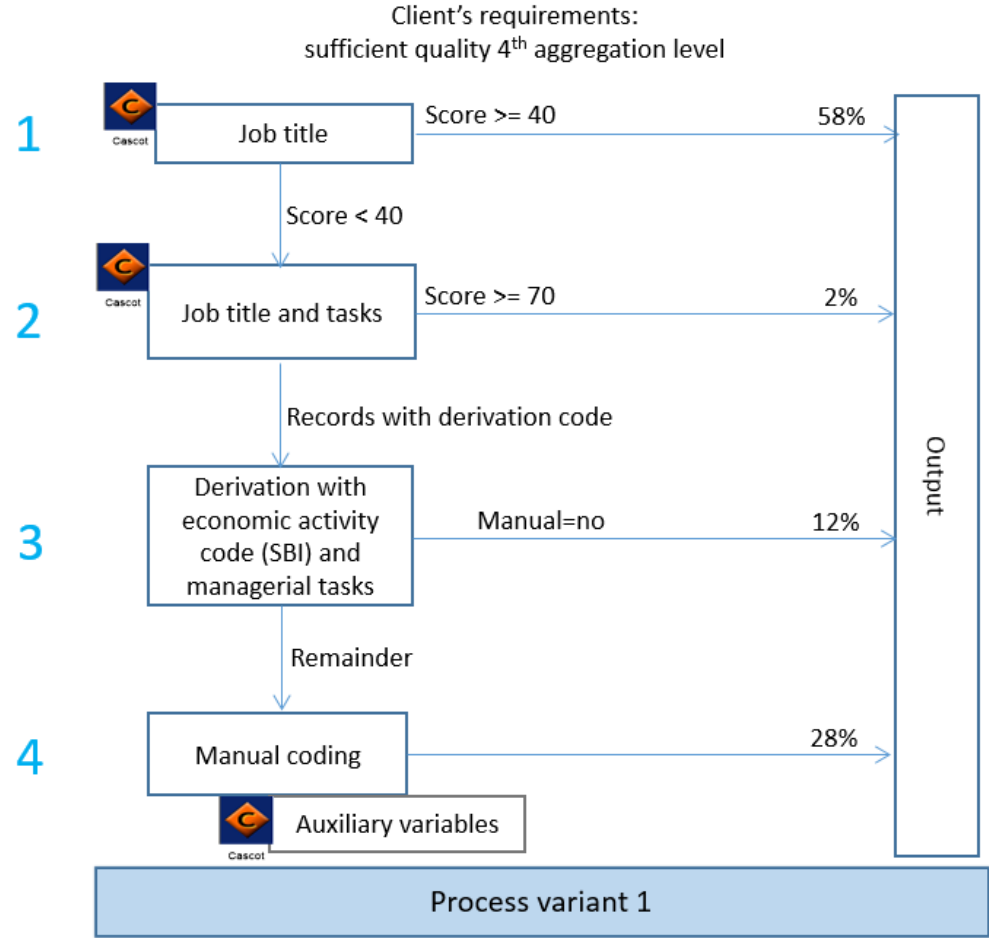 Client’s requirements:
sufficient quality 4th aggregation level
1
C
Cascot
Job title
Score >= 40
58%
Score < 40
2
C
Cascot
Job title and tasks
Score >= 70
2%
Records with derivation code
3
Derivation with
economic activity
code (SBI) and
managerial tasks
Manual=no
12%
Output
Remainder
4
Manual coding
28%
C
Cascot
Auxiliary variables
Process variant 1